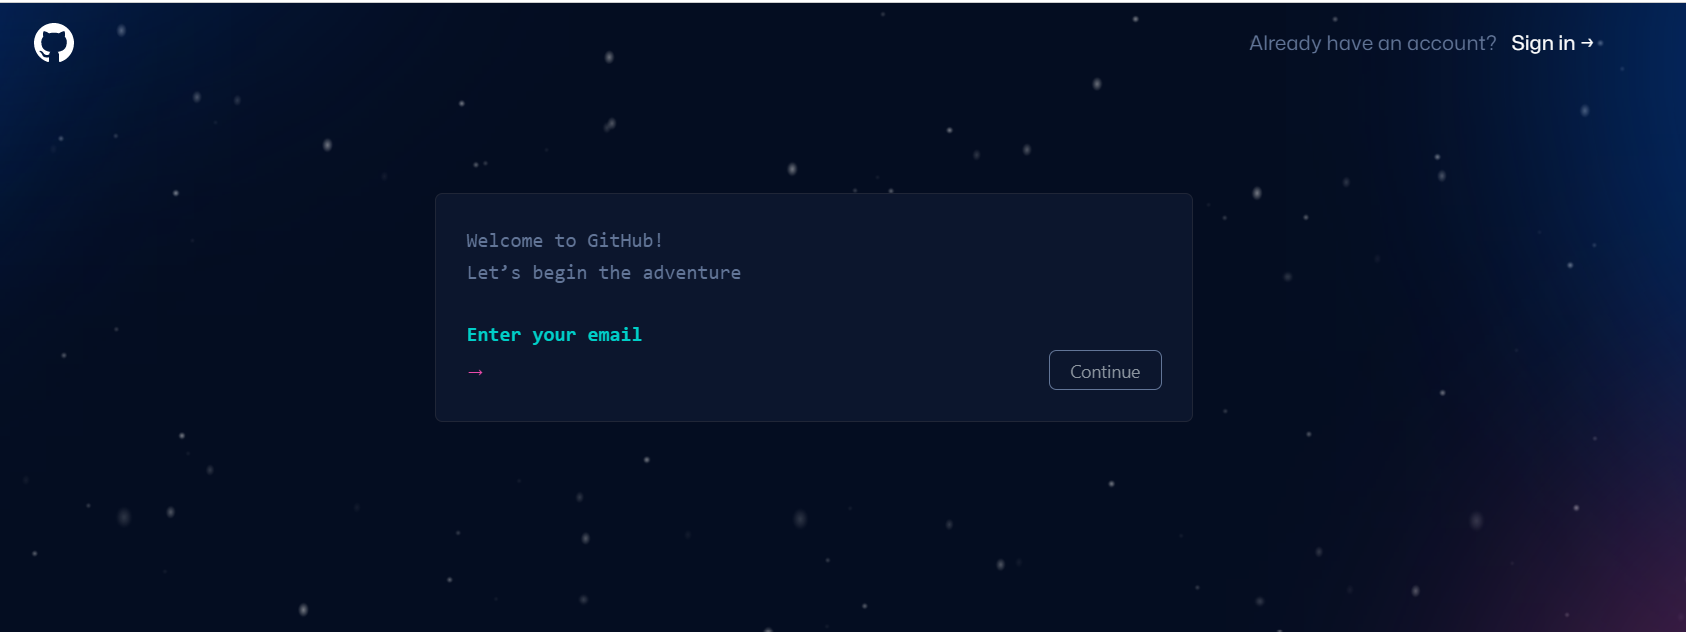 Already have an account? Sign in →
Welcome to GitHub!
Let’s begin the adventure
Enter your email
→
Continue